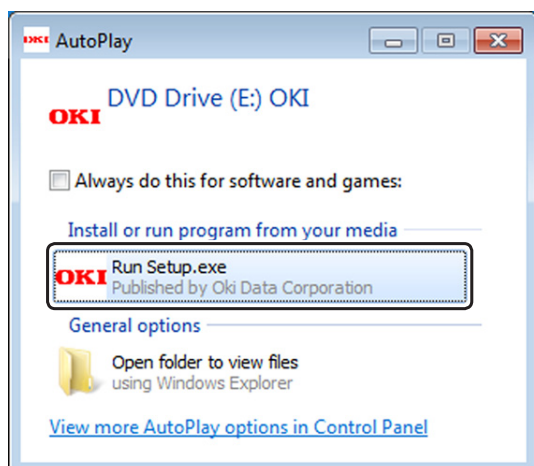 OKI AutoPlay
OKI DVD Drive (E:) OKI
Always do this for software and games:
Install or run program from your media
OKI Run Setup.exe
Published by Oki Data Corporation
General options
Open folder to view files
using Windows Explorer
View more AutoPlay options in Control Panel